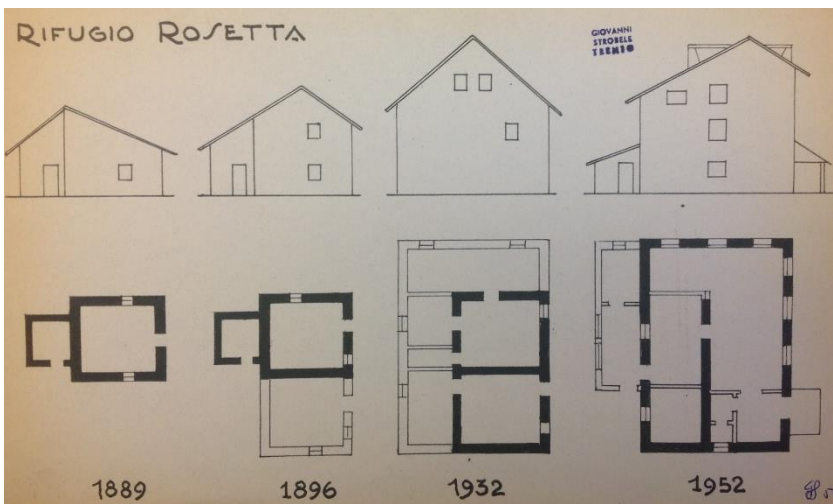 RIFUGIO ROSETTA
GIOVANNI
STROBELE
TRENTO
1889
1896
1932
1952